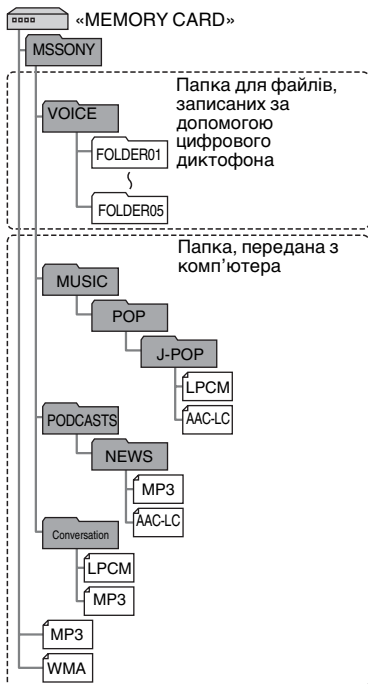 «MEMORY CARD»
MSSONY
Папка для файлів,
записаних за
допомогою
цифрового
диктофона
VOICE
FOLDER01
FOLDER05
Папка, передана з
комп’ютера
MUSIC
POP
J-POP
LPCM
AAC-LC
PODCASTS
NEWS
MP3
AAC-LC
Conversation
LPCM
MP3
MP3
WMA